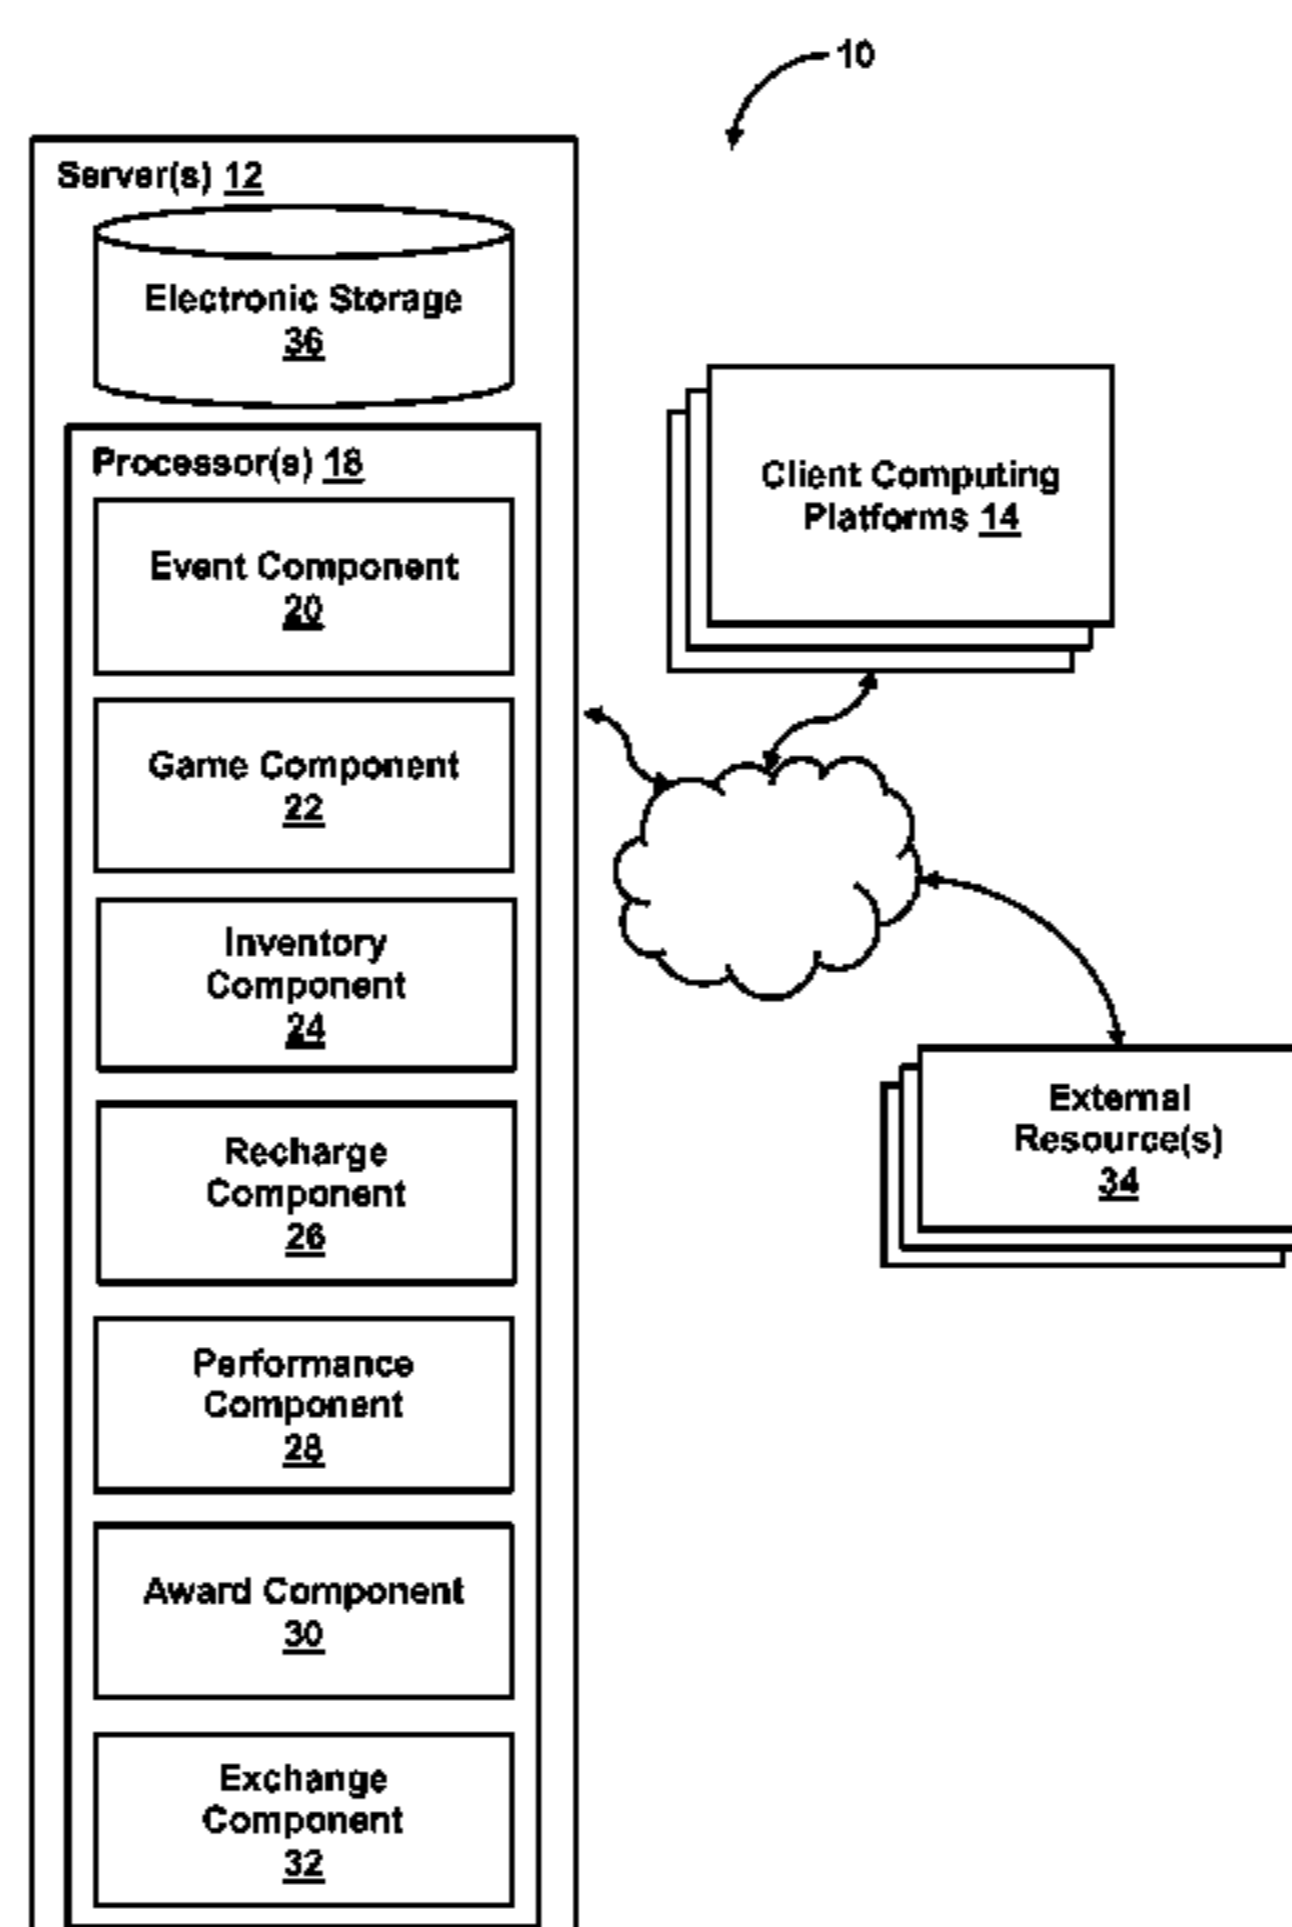 10
Server(s) 12
Electronic Storage
36
Processor(s) 18
Event Component
20
Game Component
22
Inventory
Component
24
Recharge
Component
26
Performance
Component
28
Award Component
30
Exchange
Component
32
Client Computing
Platforms 14
External
Resource(s)
34